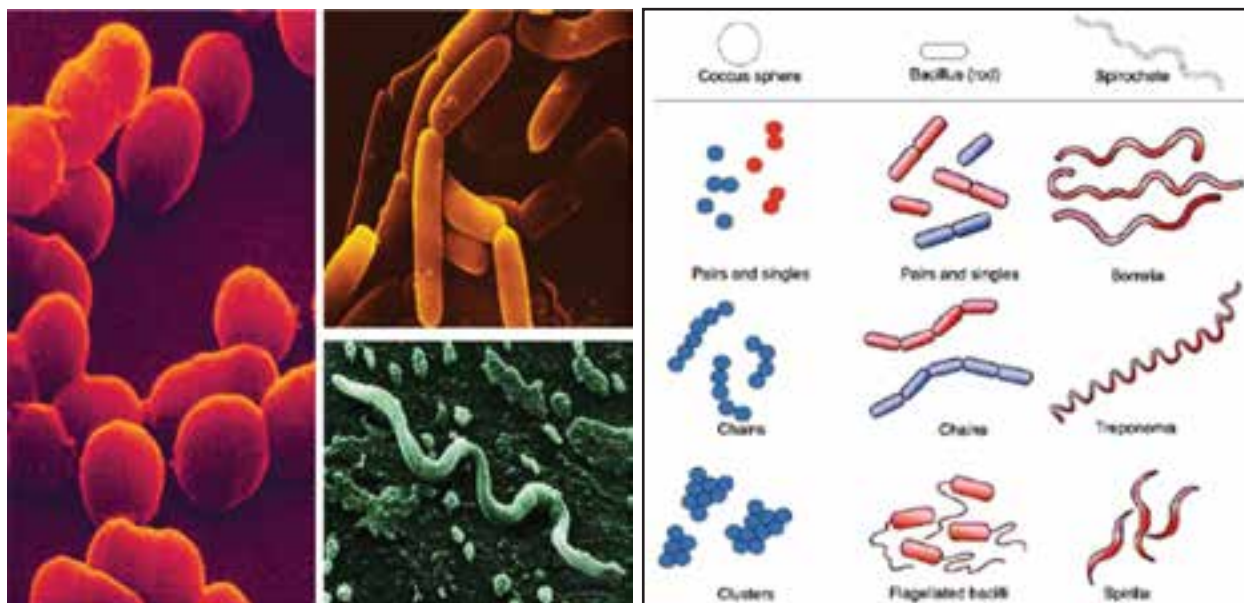 Coccus sphere
Bacillus (rod)
Spirochete
Pairs and singles
Pairs and singles
Borrelia
Chains
Chains
Treponema
Clusters
Flagellated bacilli
Spirilla